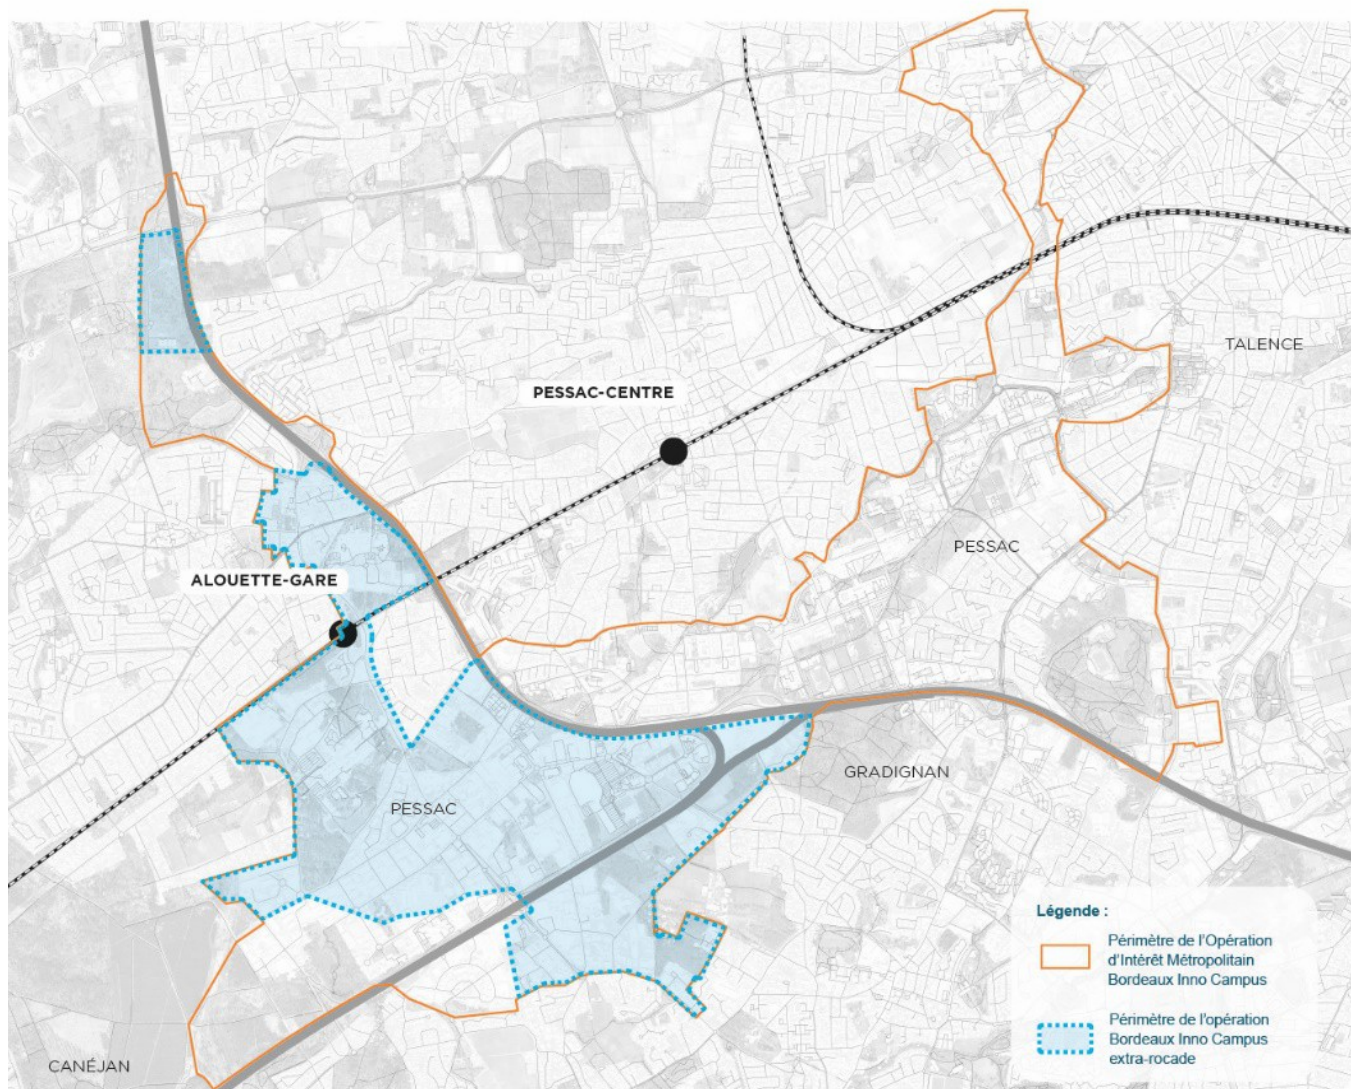 TALENCE
PESSAC-CENTRE
PESSAC
ALOUETTE-GARE
GRADIGNAN
PESSAC
CANÉJAN
Légende :
Périmètre de l'Opération
d'Intérêt Métropolitain
Bordeaux Inno Campus
Périmètre de l'opération
Bordeaux Inno Campus
extra-rocade